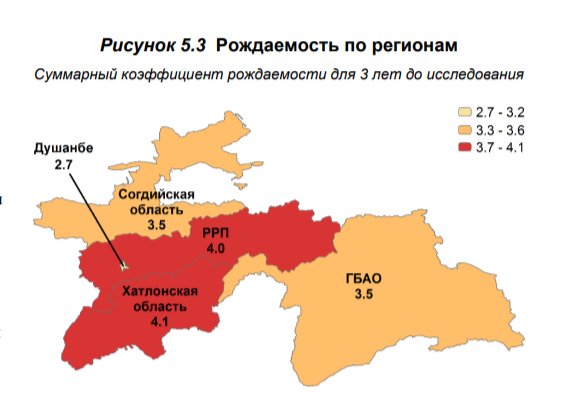 Рисунок 5.3 Рождаемость по регионам
Суммарный коэффициент рождаемости для 3 лет до исследования
2.7 - 3.2
3.3 - 3.6
3.7 - 4.1
Душанбе
2.7
Согдийская
область
3.5
РРП
4.0
ГБАО
3.5
Хатлонская
область
4.1